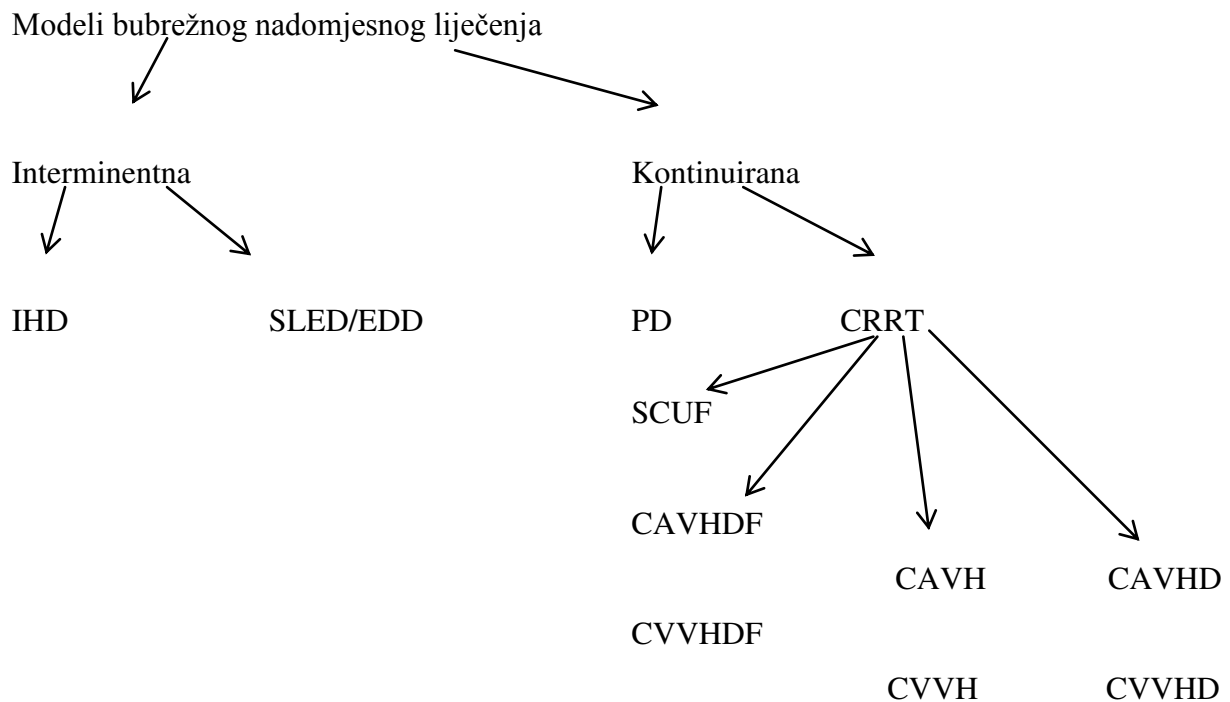 Modeli bubrežnog nadomjesnog liječenja
Interminentna Kontinuirana
IHD SLED/EDD PD CRRT
SCUF
CAVHDF
CAVH CAVHD
CVVHDF
CVVH CVVHD